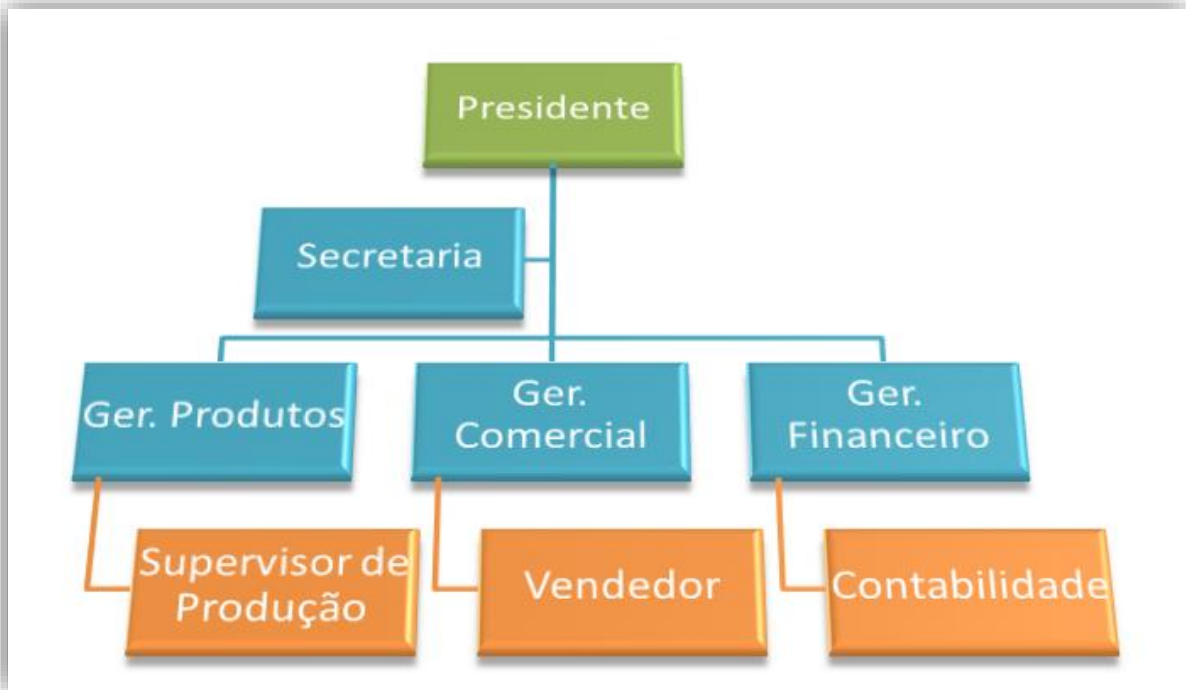 Presidente
Secretaria
Ger. Produtos
Ger.
Comercial
Ger.
Financeiro
Supervisor de
Produção
Vendedor
Contabilidade